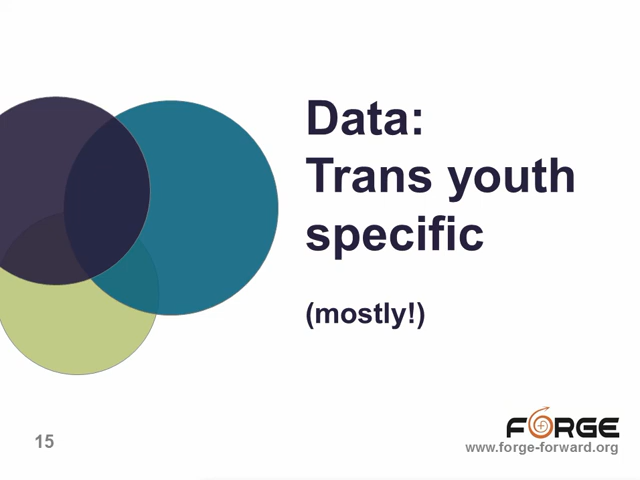 Data:
Trans youth
specific
(mostly!)
FORGE
15
www.forge-forward.org